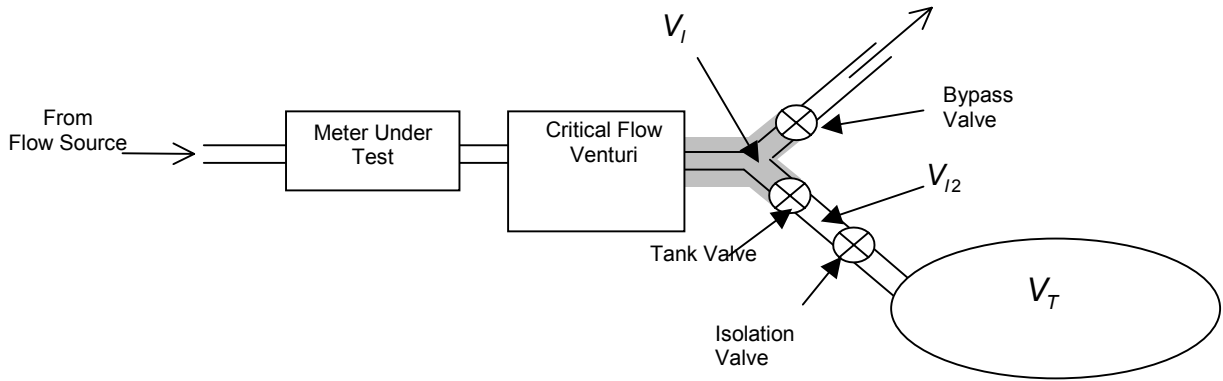 From
Flow Source
Meter Under
Test
Critical Flow
Venturi
V_I
Bypass
Valve
V_I2
Tank Valve
Isolation
Valve
V_T